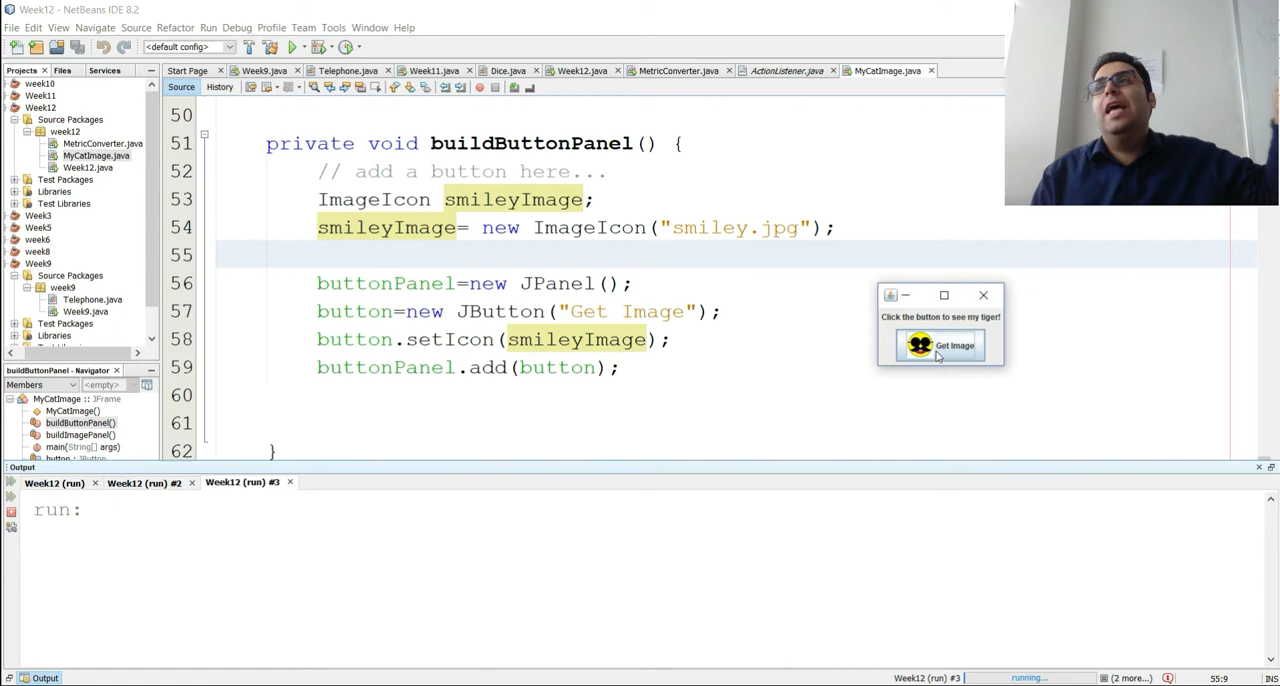 Week12 - NetBeans IDE 8.2
File Edit View Navigate Source Refactor Run Debug Profile Team Tools Window Help
<default config>
Projects Files Services
Start Page Week9.java Telephone.java Week11.java Dice.java Week12.java MetricConverter.java ActionListener.java MyCatImage.java
Source History
week10
Week11
Week12
Source Packages
week12
MetricConverter.java
MyCatImage.java
Week12.java
Test Packages
Libraries
Test Libraries
Week3
Week5
week6
week8
Week9
Source Packages
week9
Telephone.java
Week9.java
Test Packages
Libraries
buildButtonPanel - Navigator
Members <empty>
MyCatImage :: JFrame
MyCatImage()
buildButtonPanel()
buildImagePanel()
main(String[] args)
button : JButton
50
51 private void buildButtonPanel() {
52 // add a button here...
53 ImageIcon smileyImage;
54 smileyImage= new ImageIcon("smiley.jpg");
55
56 buttonPanel=new JPanel();
57 button=new JButton("Get Image");
58 button.setIcon(smileyImage);
59 buttonPanel.add(button);
60
61
62 }
Click the button to see my tiger!
Get Image
Output
Week12 (run) Week12 (run) #2 Week12 (run) #3
run:
Output Week12 (run) #3 running... (2 more...) 55:9 INS